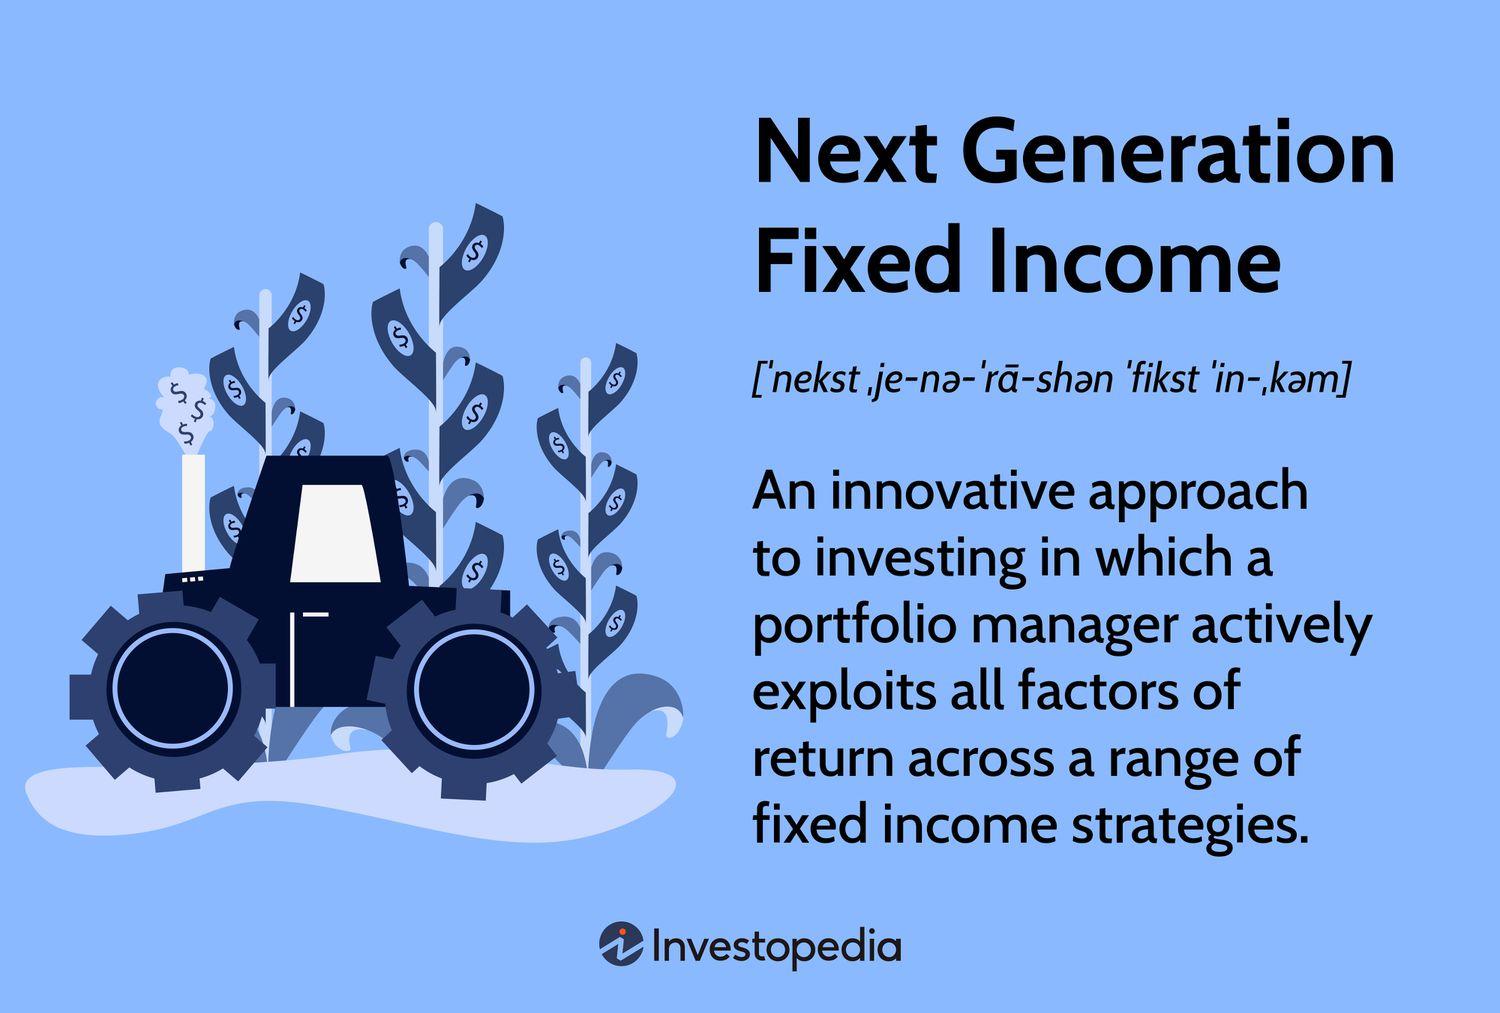 Next Generation
Fixed Income
[ˈnekst ˌje-nə-ˈrā-shən ˈfikst ˈin-ˌkəm]
An innovative approach
to investing in which a
portfolio manager actively
exploits all factors of
return across a range of
fixed income strategies.
Investopedia